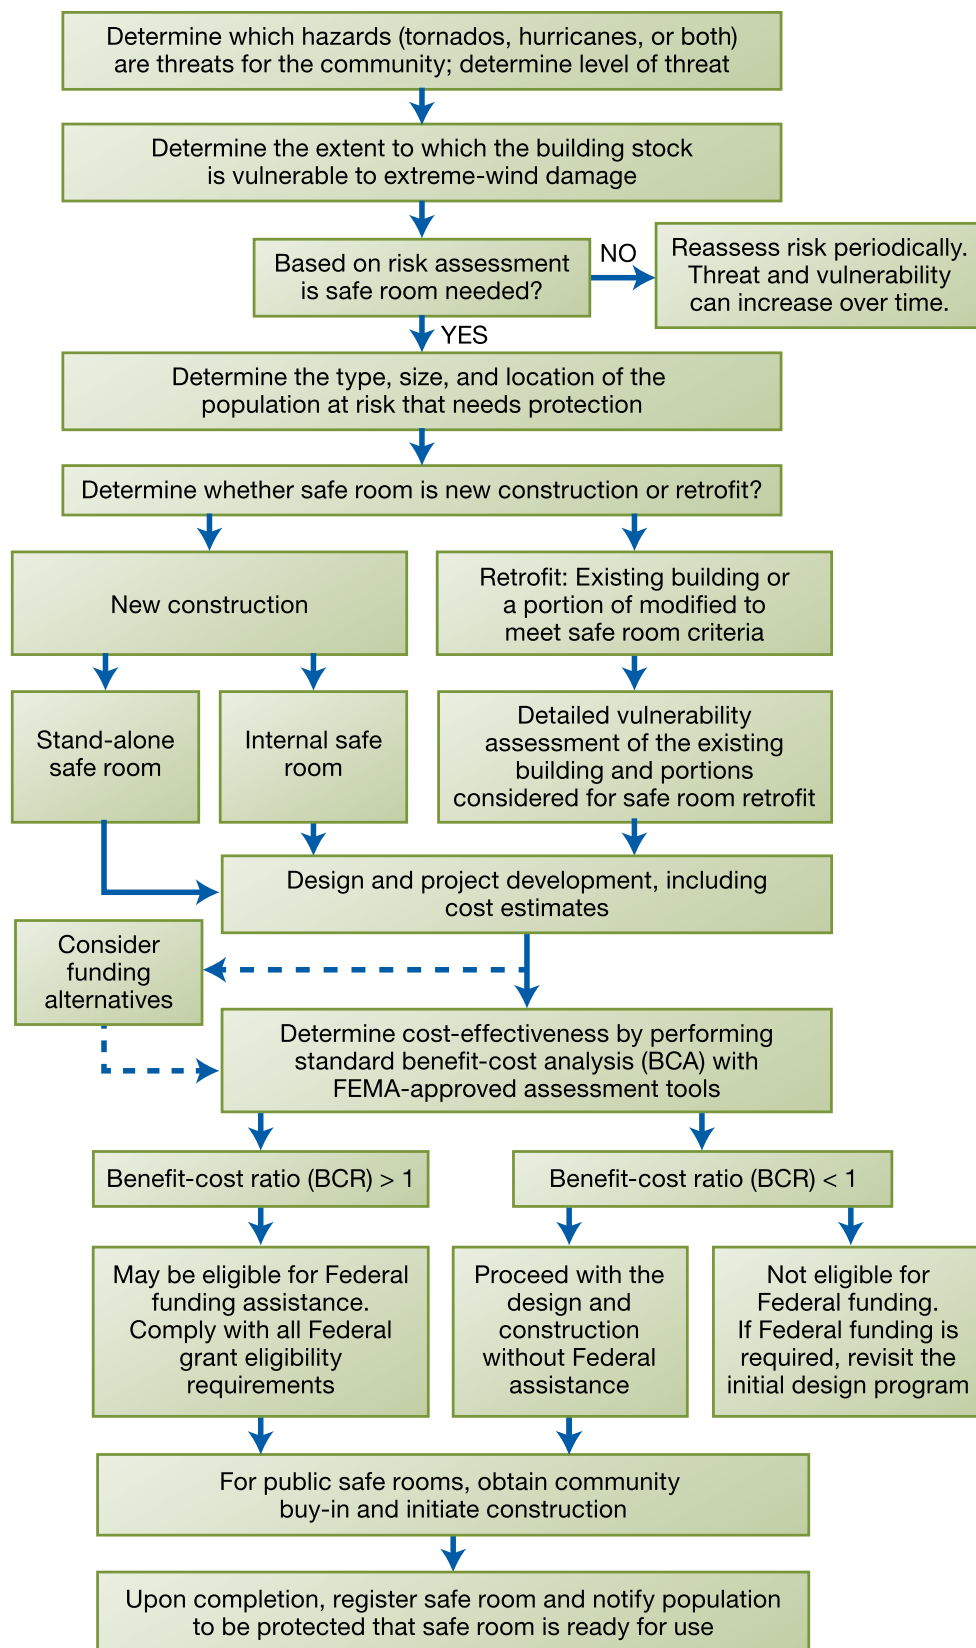 Determine which hazards (tornados, hurricanes, or both)
are threats for the community; determine level of threat
Determine the extent to which the building stock
is vulnerable to extreme-wind damage
Based on risk assessment
is safe room needed?
NO
Reassess risk periodically.
Threat and vulnerability
can increase over time.
YES
Determine the type, size, and location of the
population at risk that needs protection
Determine whether safe room is new construction or retrofit?
New construction
Retrofit: Existing building or
a portion of modified to
meet safe room criteria
Stand-alone
safe room
Internal safe
room
Detailed vulnerability
assessment of the existing
building and portions
considered for safe room retrofit
Design and project development, including
cost estimates
Consider
funding
alternatives
Determine cost-effectiveness by performing
standard benefit-cost analysis (BCA) with
FEMA-approved assessment tools
Benefit-cost ratio (BCR) > 1
Benefit-cost ratio (BCR) < 1
May be eligible for Federal
funding assistance.
Comply with all Federal
grant eligibility
requirements
Proceed with the
design and
construction
without Federal
assistance
Not eligible for
Federal funding.
If Federal funding is
required, revisit the
initial design program
For public safe rooms, obtain community
buy-in and initiate construction
Upon completion, register safe room and notify population
to be protected that safe room is ready for use